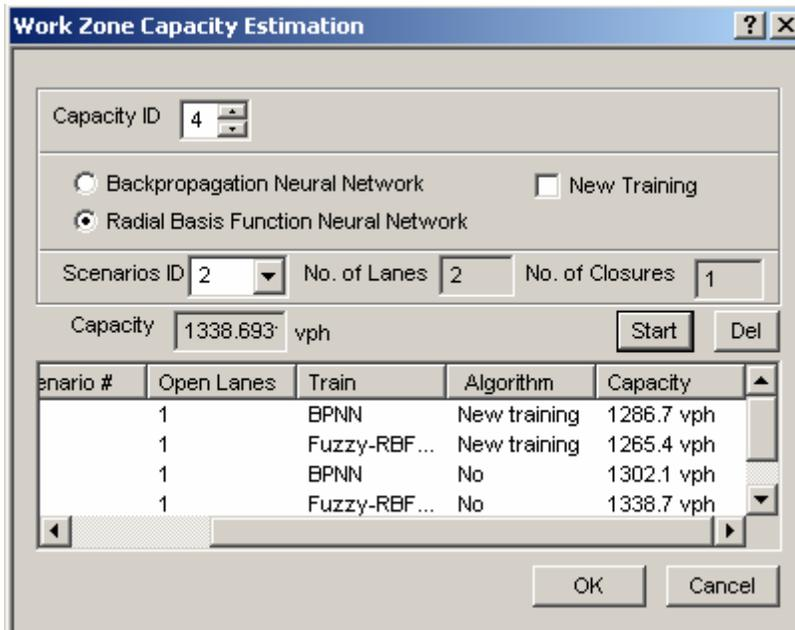 Work Zone Capacity Estimation ? X
Capacity ID 4
Backpropagation Neural Network New Training
Radial Basis Function Neural Network
Scenarios ID 2 No. of Lanes 2 No. of Closures 1
Capacity 1338.693 vph Start Del
enario # Open Lanes Train Algorithm Capacity
1 BPNN New training 1286.7 vph
1 Fuzzy-RBF... New training 1265.4 vph
1 BPNN No 1302.1 vph
1 Fuzzy-RBF... No 1338.7 vph
OK Cancel